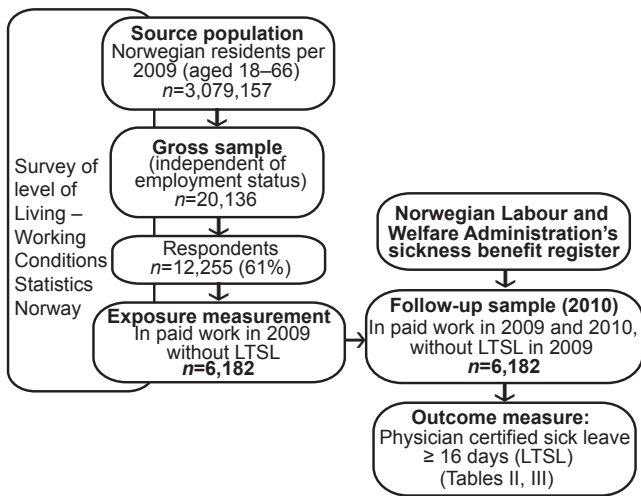 Source population
Norwegian residents per
2009 (aged 18–66)
n=3,079,157
Gross sample
(independent of
employment status)
n=20,136
Respondents
n=12,255 (61%)
Exposure measurement
In paid work in 2009
without LTSL
n=6,182
Survey of
level of
Living –
Working
Conditions
Statistics
Norway
Norwegian Labour and
Welfare Administration's
sickness benefit register
Follow-up sample (2010)
In paid work in 2009 and 2010,
without LTSL in 2009
n=6,182
Outcome measure:
Physician certified sick leave
≥ 16 days (LTSL)
(Tables II, III)